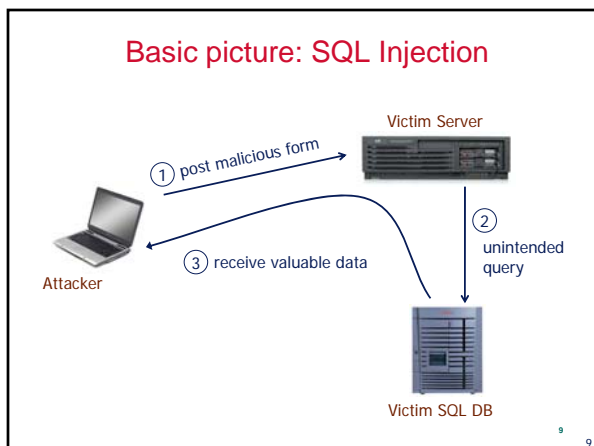 Basic picture: SQL Injection
Victim Server
1 post malicious form
2
unintended
query
3 receive valuable data
Attacker
Victim SQL DB
9
9